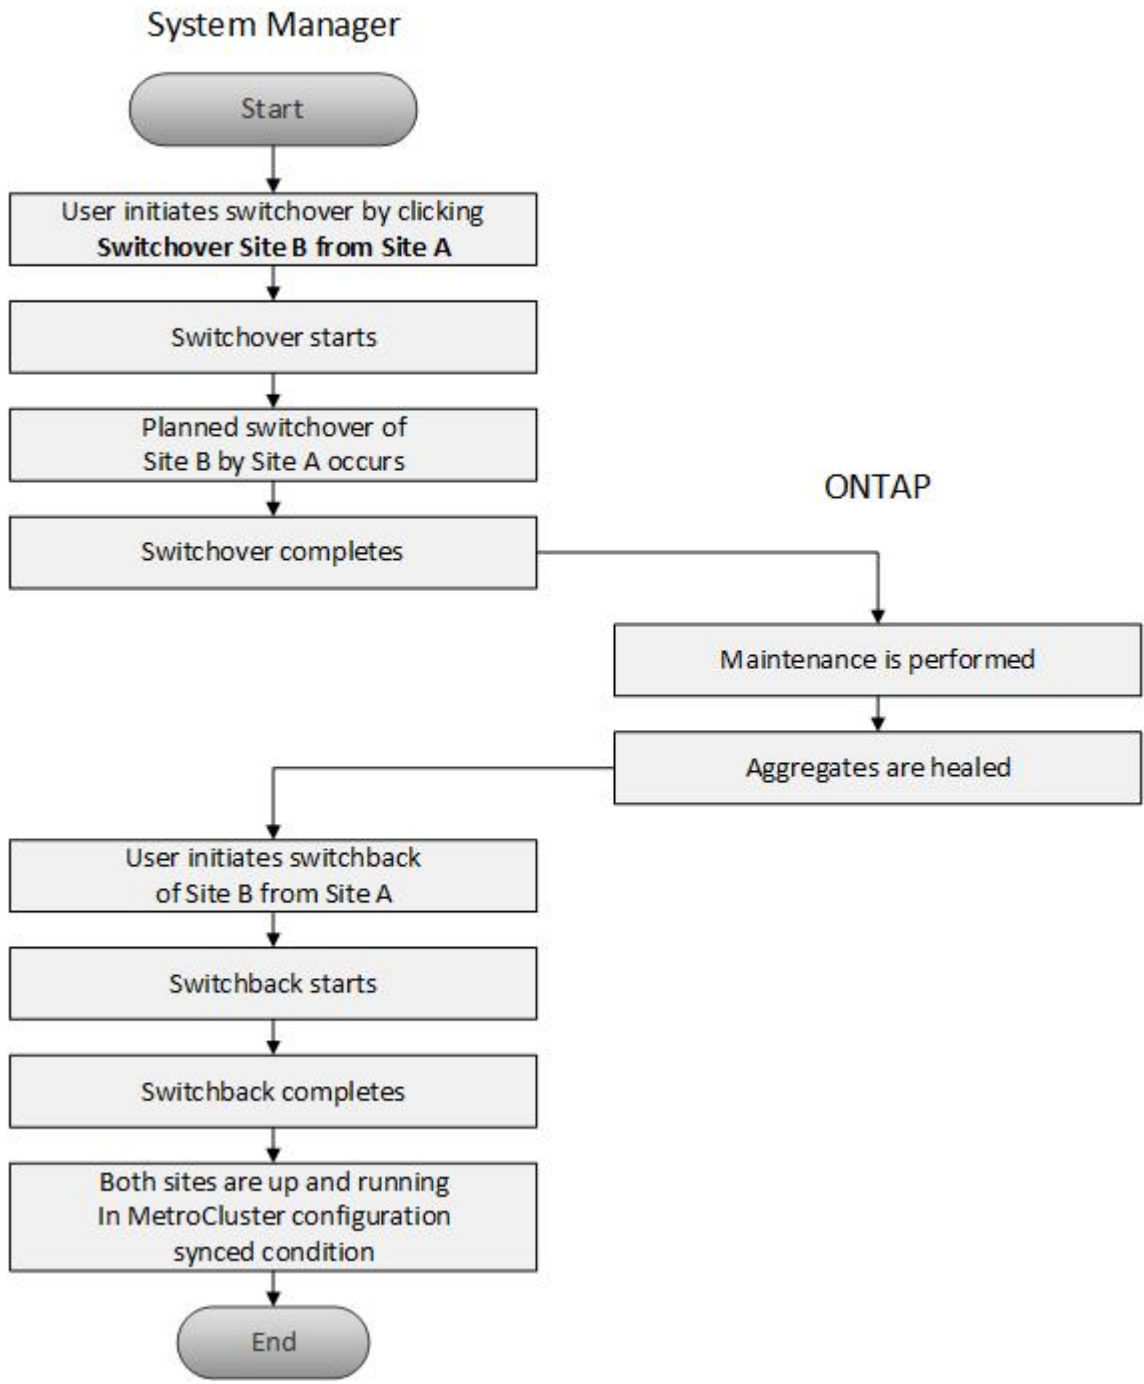 System Manager
Start
User initiates switchover by clicking
Switchover Site B from Site A
Switchover starts
Planned switchover of
Site B by Site A occurs
ONTAP
Switchover completes
Maintenance is performed
Aggregates are healed
User initiates switchback
of Site B from Site A
Switchback starts
Switchback completes
Both sites are up and running
In MetroCluster configuration
synced condition
End